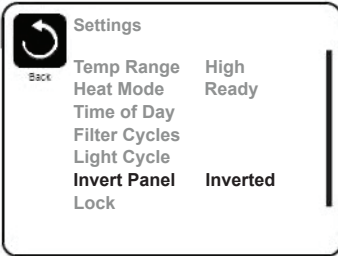 Settings
Back
Temp Range High
Heat Mode Ready
Time of Day
Filter Cycles
Light Cycle
Invert Panel Inverted
Lock